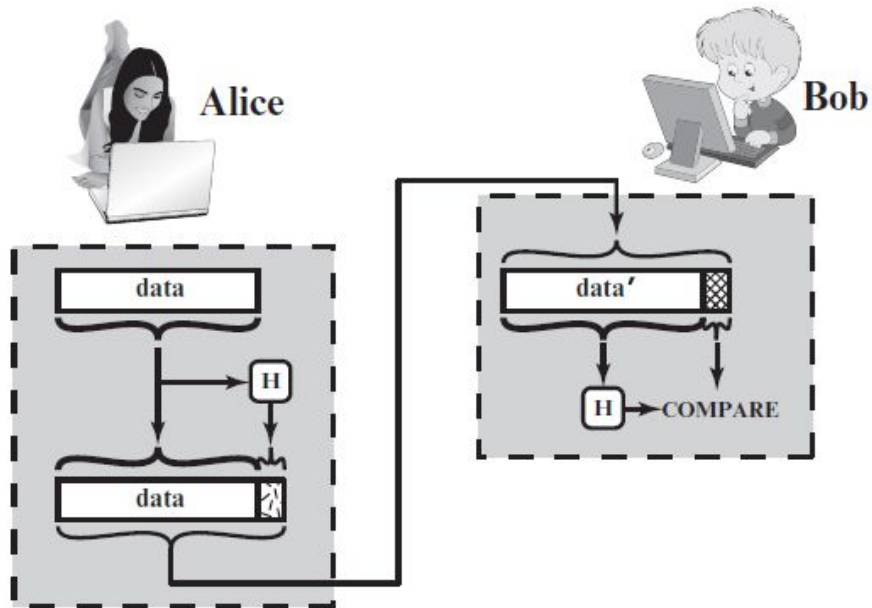 Alice
Bob
data
H
data
data′
H
COMPARE